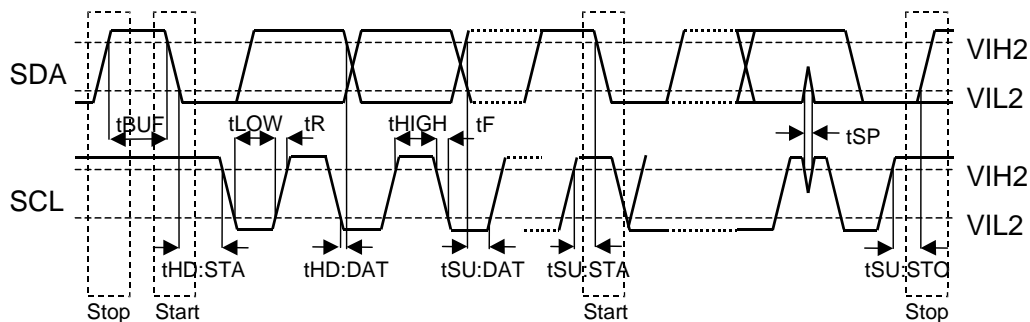 SDA
VIH2
VIL2
tBUF
tLOW
tR
tHIGH
tF
tSP
SCL
VIH2
VIL2
tHD:STA
tHD:DAT
tSU:DAT
tSU:STA
tSU:STO
Stop
Start
Start
Stop